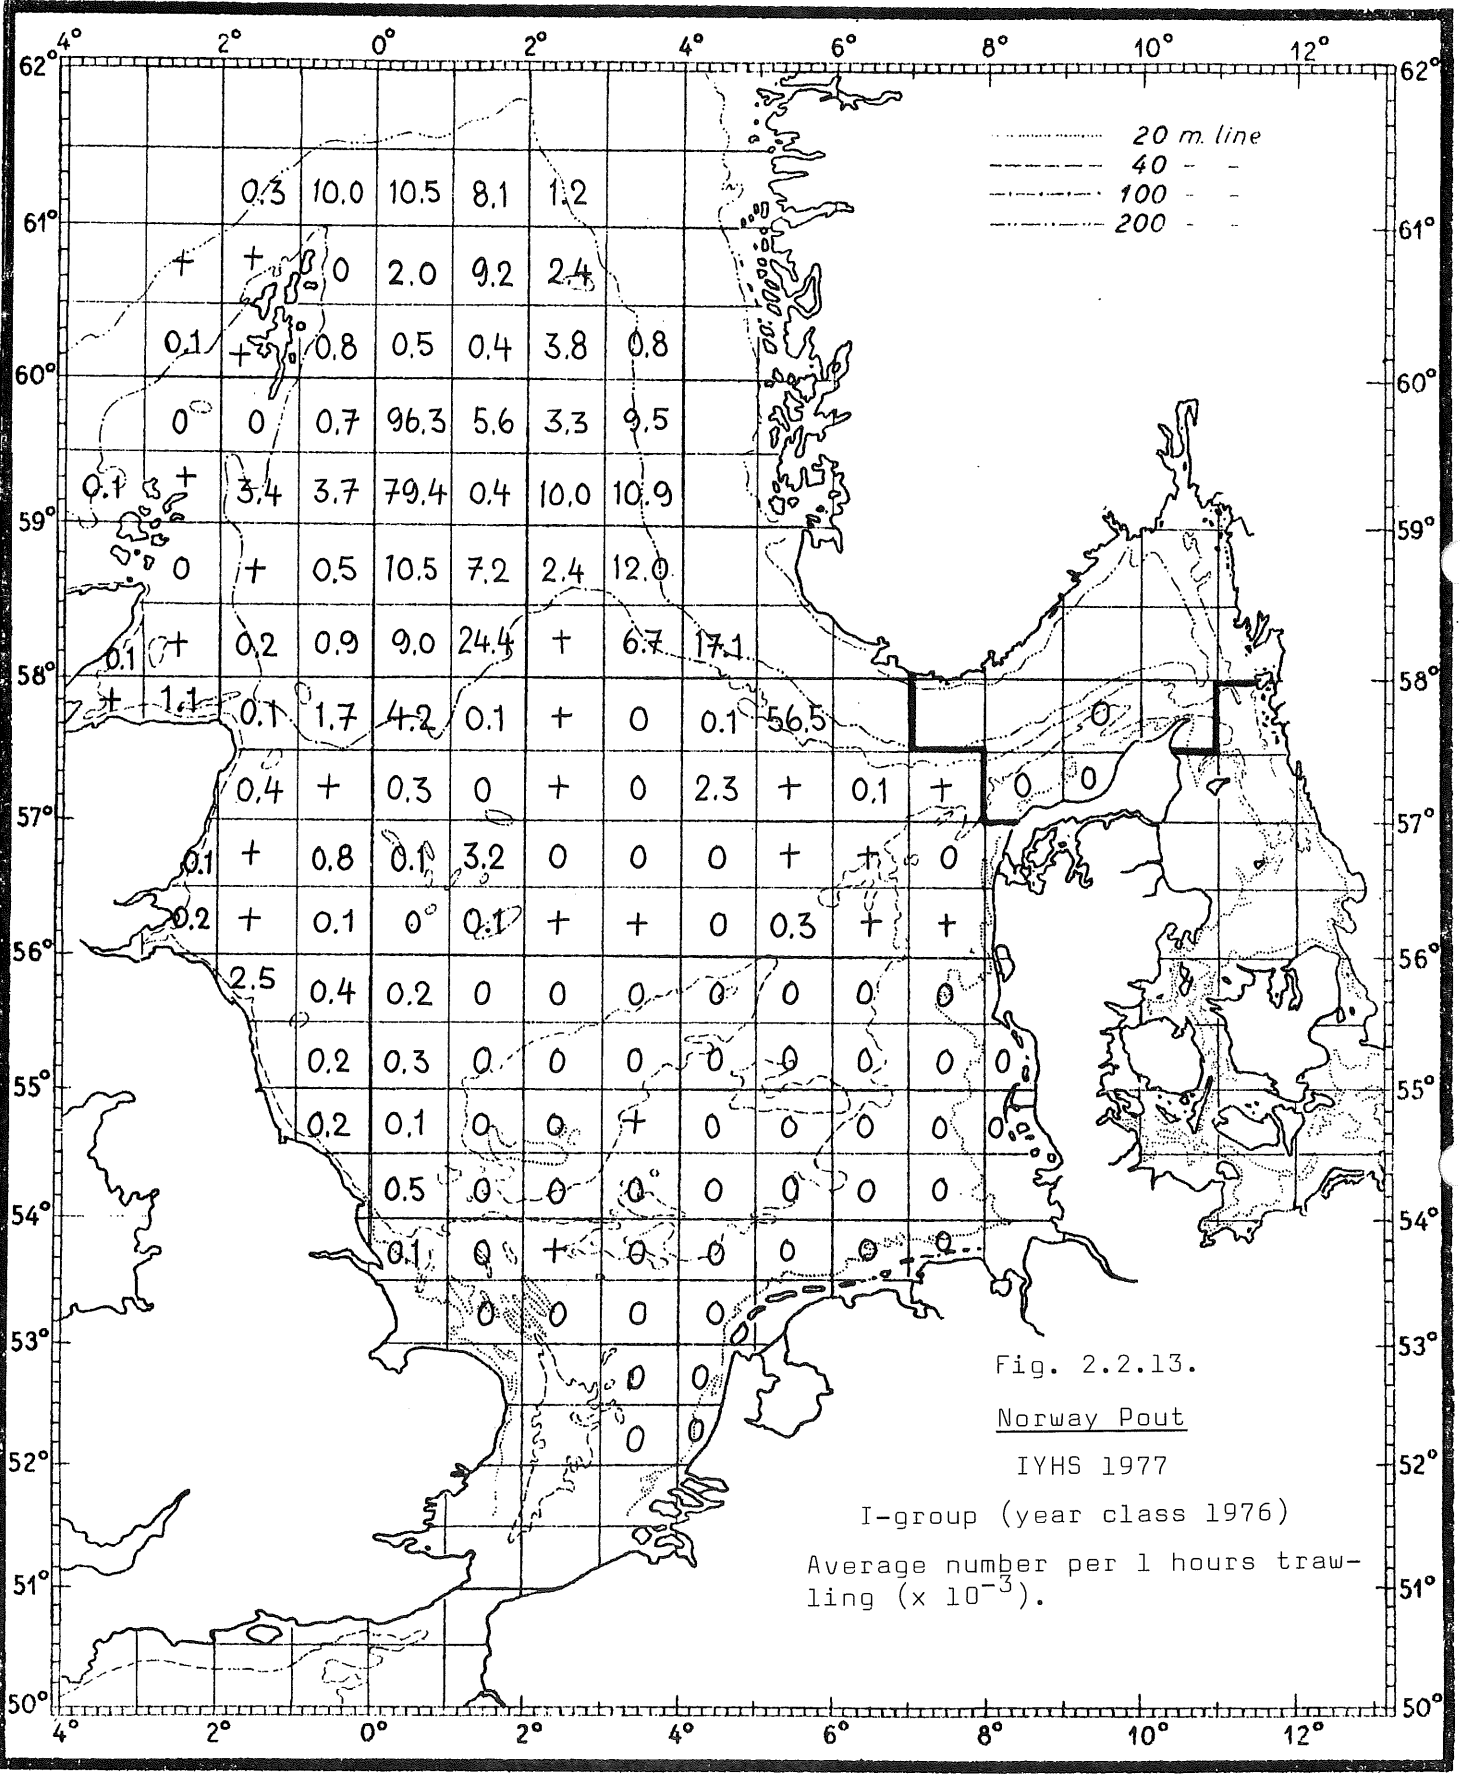 4° 2° 0° 2° 4° 6° 8° 10° 12°
62° 62°
20 m. line
40 - -
100 - -
200 - -
0.3 10.0 10.5 8.1 1.2
61° 61°
+ + 0 2.0 9.2 2.4
0.1 + 0.8 0.5 0.4 3.8 0.8
60° 60°
0 0 0.7 96.3 5.6 3.3 9.5
0.1 + 3.4 3.7 79.4 0.4 10.0 10.9
59° 59°
0 + 0.5 10.5 7.2 2.4 12.0
0.1 + 0.2 0.9 9.0 24.4 + 6.7 17.1
58° 58°
+ 1.1 0.1 1.7 4.2 0.1 + 0 0.1 56.5 0
0.4 + 0.3 0 + 0 2.3 + 0.1 + 0 0
57° 57°
0.1 + 0.8 0.1 3.2 0 0 0 + + 0
0.2 + 0.1 0 0.1 + + 0 0.3 + +
56° 56°
2.5 0.4 0.2 0 0 0 0 0 0 0
0.2 0.3 0 0 0 0 0 0 0 0
55° 55°
0.2 0.1 0 0 + 0 0 0 0 0
0.5 0 0 0 0 0 0 0
54° 54°
0.1 0 + 0 0 0 0 0
0 0 0 0
53° 53°
0 0
0 0
52° 52°
51° 51°
50° 50°
4° 2° 0° 2° 4° 6° 8° 10° 12°
Fig. 2.2.13.
Norway Pout
IYHS 1977
I-group (year class 1976)
Average number per 1 hours traw-
ling (x 10⁻³).